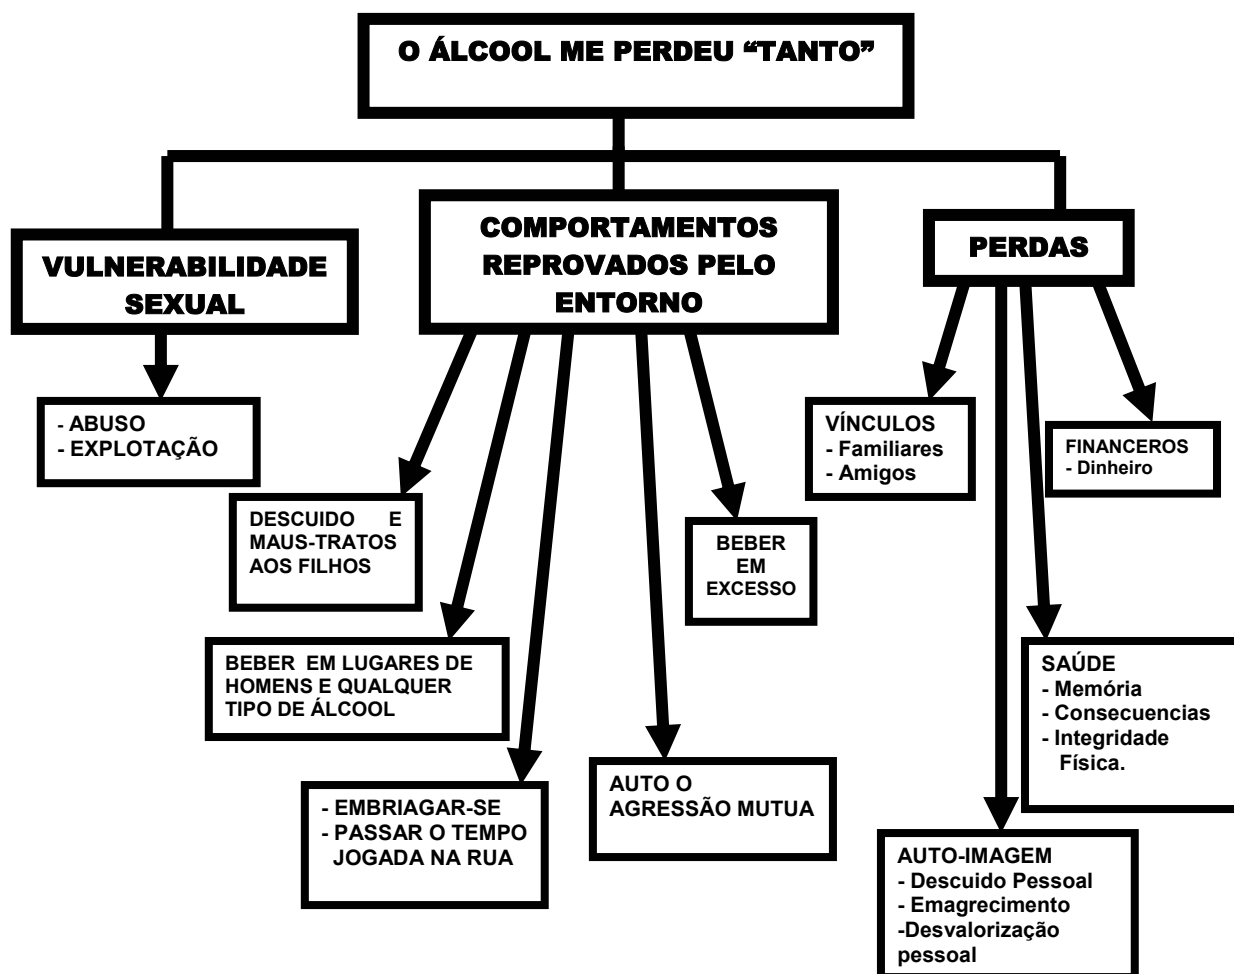 O ÁLCOOL ME PERDEU “TANTO”
VULNERABILIDADE
SEXUAL
COMPORTAMENTOS
REPROVADOS PELO
ENTORNO
PERDAS
- ABUSO
- EXPLOTAÇÃO
DESCUIDO E
MAUS-TRATOS
AOS FILHOS
BEBER EM LUGARES DE
HOMENS E QUALQUER
TIPO DE ÁLCOOL
- EMBRIAGAR-SE
- PASSAR O TEMPO
JOGADA NA RUA
AUTO O
AGRESSÃO MUTUA
BEBER
EM
EXCESSO
VÍNCULOS
- Familiares
- Amigos
AUTO-IMAGEM
- Descuido Pessoal
- Emagrecimento
-Desvalorização
pessoal
SAÚDE
- Memória
- Consecuencias
- Integridade
Física.
FINANCEROS
- Dinheiro